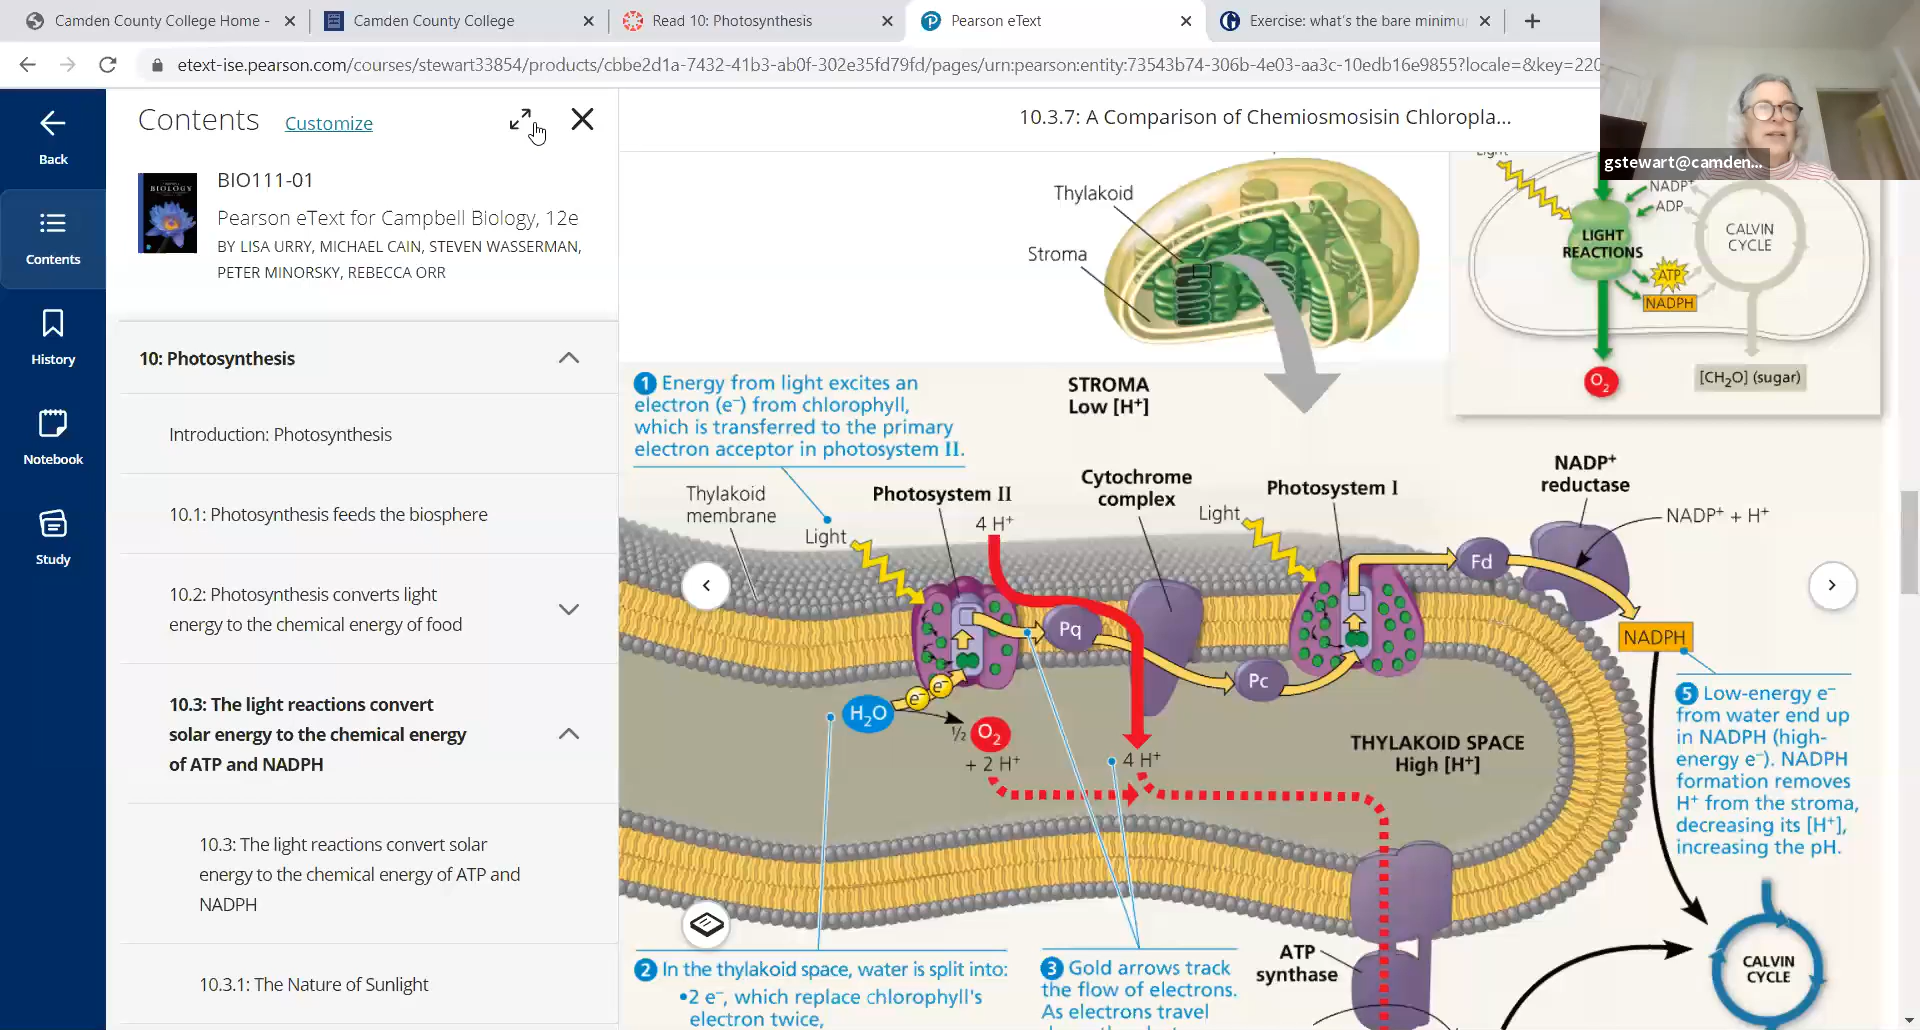 Camden County College Home -
Camden County College
Read 10: Photosynthesis
Pearson eText
Exercise: what's the bare minimu
etext-ise.pearson.com/courses/stewart33854/products/cbbe2d1a-7432-41b3-ab0f-302e35fd79fd/pages/urn:pearson:entity:73543b74-306b-4e03-aa3c-10edb16e9855?locale=&key=220
gstewart@camden...
Back
Contents
History
Notebook
Study
Contents
Customize
BIOLOGY
BIO111-01
Pearson eText for Campbell Biology, 12e
BY LISA URRY, MICHAEL CAIN, STEVEN WASSERMAN,
PETER MINORSKY, REBECCA ORR
10: Photosynthesis
Introduction: Photosynthesis
10.1: Photosynthesis feeds the biosphere
10.2: Photosynthesis converts light
energy to the chemical energy of food
10.3: The light reactions convert
solar energy to the chemical energy
of ATP and NADPH
10.3: The light reactions convert solar
energy to the chemical energy of ATP and
NADPH
10.3.1: The Nature of Sunlight
10.3.7: A Comparison of Chemiosmosisin Chloropla...
Thylakoid
Stroma
Light
NADP⁺
ADP
LIGHT
REACTIONS
CALVIN
CYCLE
ATP
NADPH
O₂
[CH₂O] (sugar)
1 Energy from light excites an
electron (e⁻) from chlorophyll,
which is transferred to the primary
electron acceptor in photosystem II.
STROMA
Low [H⁺]
Thylakoid
membrane
Light
Photosystem II
4 H⁺
Cytochrome
complex
Light
Photosystem I
NADP⁺
reductase
NADP⁺ + H⁺
Pq
Pc
Fd
NADPH
e⁻
e⁻
H₂O
½ O₂
+ 2 H⁺
4 H⁺
THYLAKOID SPACE
High [H⁺]
5 Low-energy e⁻
from water end up
in NADPH (high-
energy e⁻). NADPH
formation removes
H⁺ from the stroma,
decreasing its [H⁺],
increasing the pH.
2 In the thylakoid space, water is split into:
•2 e⁻, which replace chlorophyll's
electron twice,
3 Gold arrows track
the flow of electrons.
As electrons travel
ATP
synthase
CALVIN
CYCLE